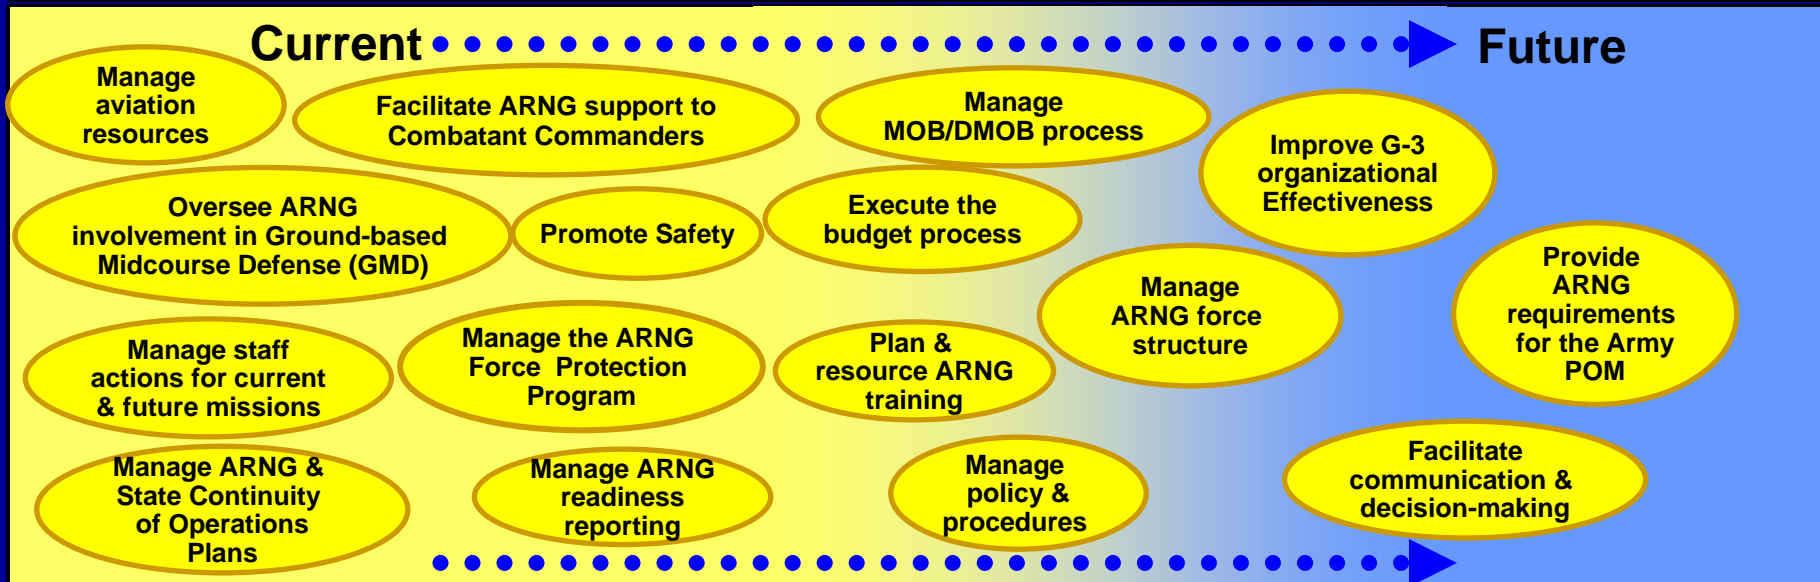 Current
Future
Manage
aviation
resources
Facilitate ARNG support to
Combatant Commanders
Manage
MOB/DMOB process
Improve G-3
organizational
Effectiveness
Oversee ARNG
involvement in Ground-based
Midcourse Defense (GMD)
Promote Safety
Execute the
budget process
Manage
ARNG force
structure
Provide
ARNG
requirements
for the Army
POM
Manage staff
actions for current
& future missions
Manage the ARNG
Force Protection
Program
Plan &
resource ARNG
training
Manage ARNG &
State Continuity
of Operations
Plans
Manage ARNG
readiness
reporting
Manage
policy &
procedures
Facilitate
communication &
decision-making